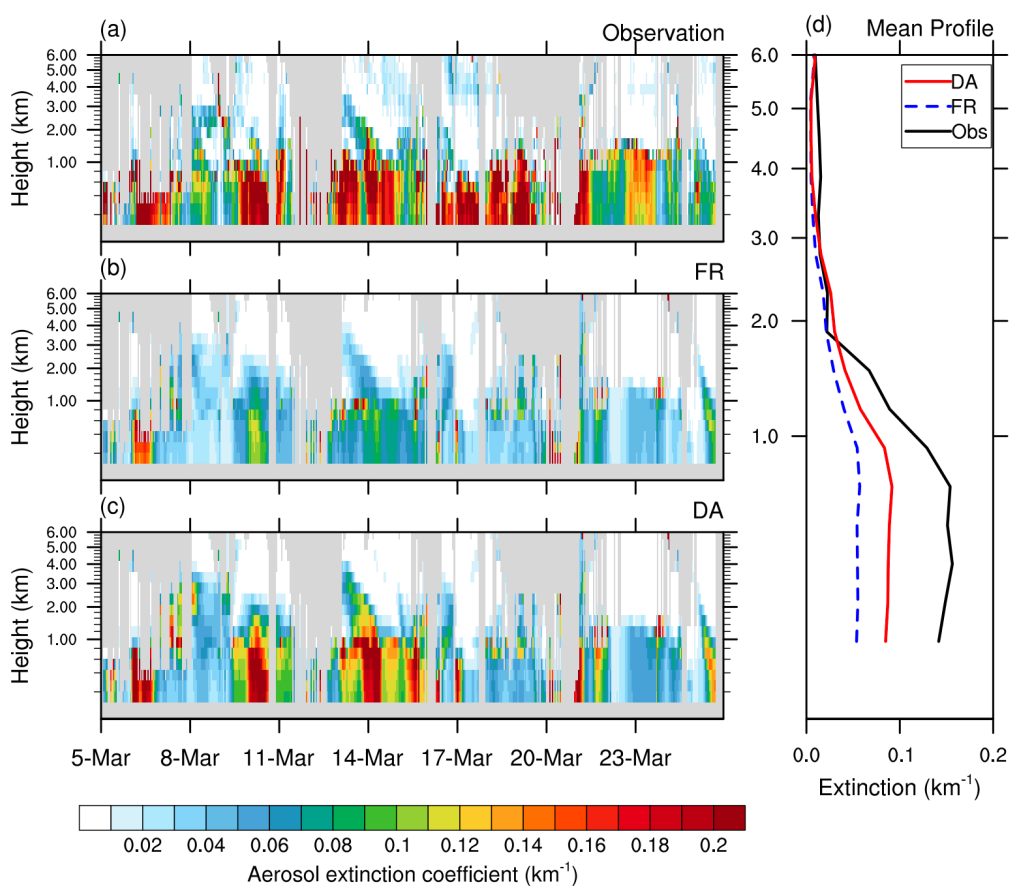 (a) Observation
6.00
5.00
4.00
3.00
2.00
1.00
Height (km)
(b) FR
6.00
5.00
4.00
3.00
2.00
1.00
Height (km)
(c) DA
6.00
5.00
4.00
3.00
2.00
1.00
Height (km)
5-Mar 8-Mar 11-Mar 14-Mar 17-Mar 20-Mar 23-Mar
0.02 0.04 0.06 0.08 0.1 0.12 0.14 0.16 0.18 0.2
Aerosol extinction coefficient (km⁻¹)
(d) Mean Profile
DA
FR
Obs
6.0
5.0
4.0
3.0
2.0
1.0
0.0 0.1 0.2
Extinction (km⁻¹)